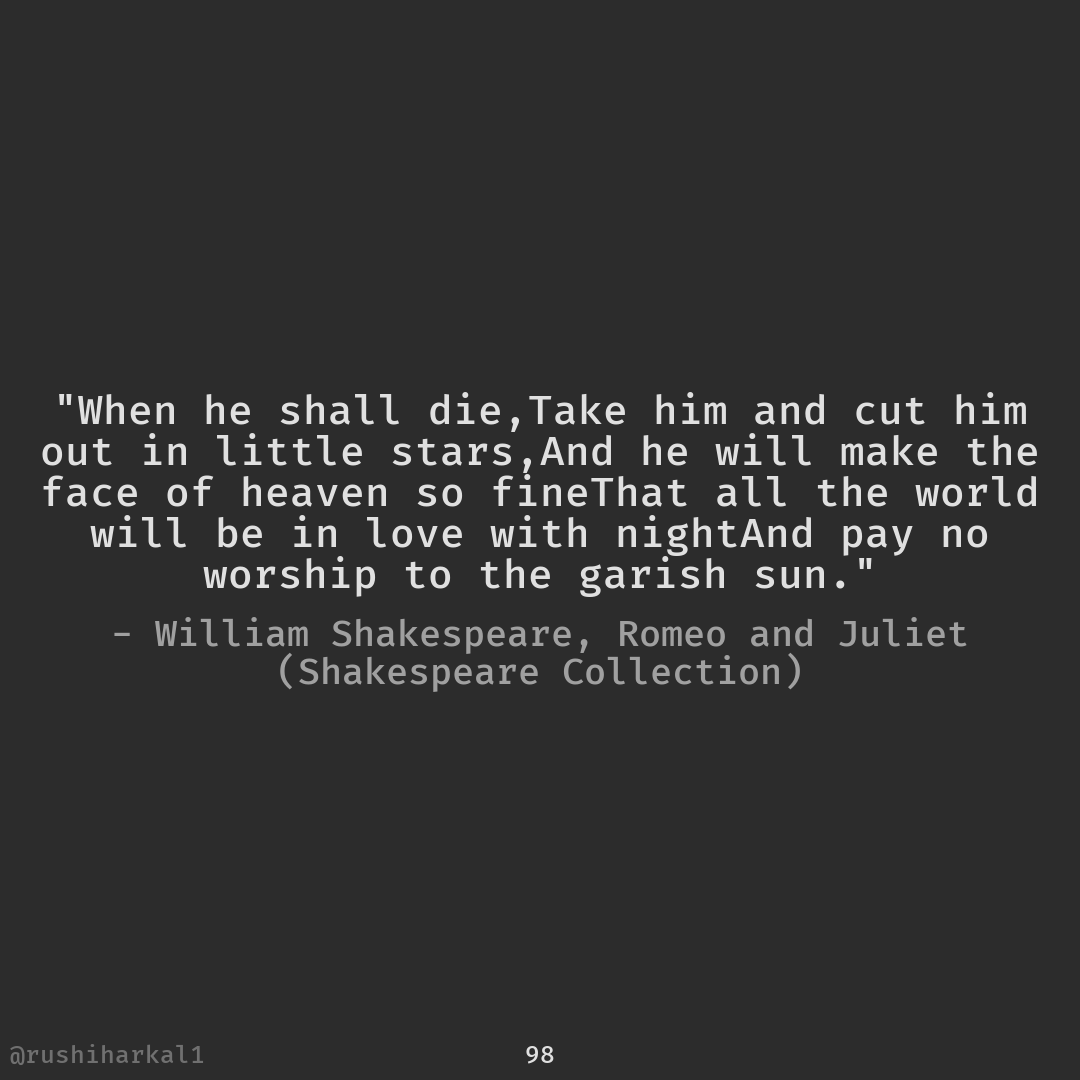 "When he shall die,Take him and cut him
out in little stars,And he will make the
face of heaven so fineThat all the world
will be in love with nightAnd pay no
worship to the garish sun."
– William Shakespeare, Romeo and Juliet
(Shakespeare Collection)
@rushiharkal1
98